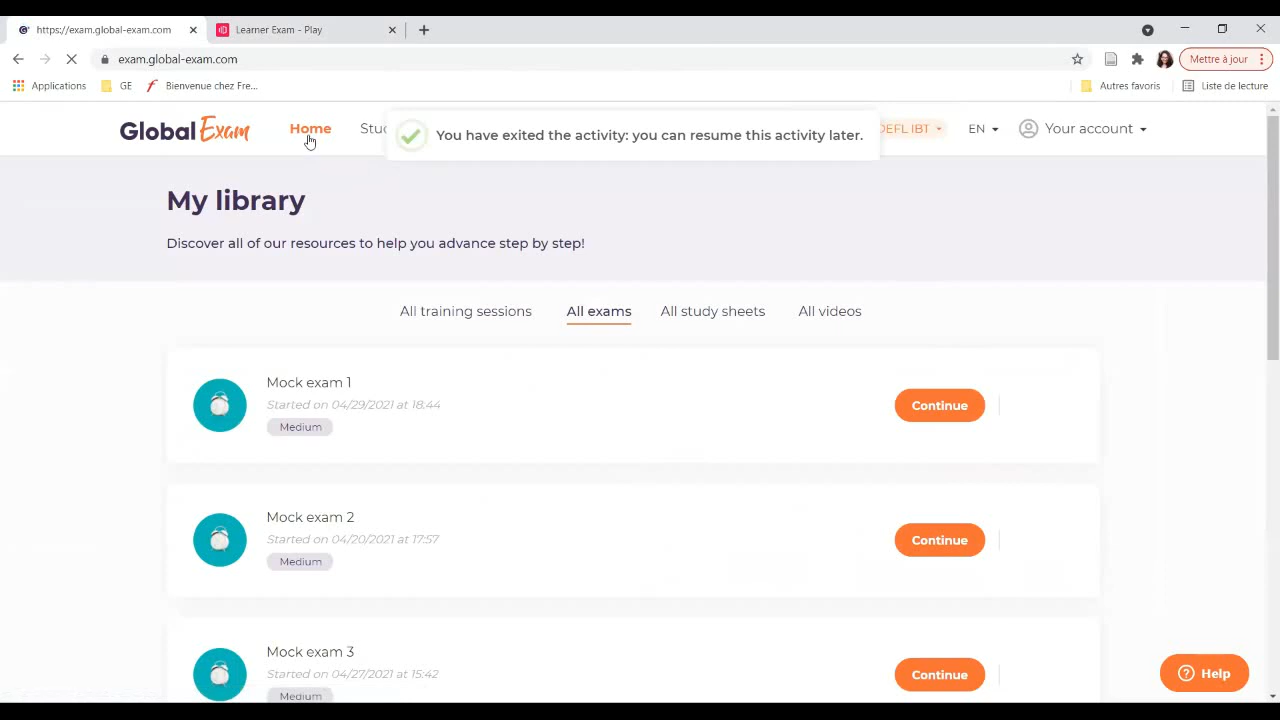 https://exam.global-exam.com
Learner Exam - Play
exam.global-exam.com
Mettre à jour
Applications
GE
Bienvenue chez Fre...
Autres favoris
Liste de lecture
Global Exam
Home
You have exited the activity: you can resume this activity later.
IBT
EN
Your account
My library
Discover all of our resources to help you advance step by step!
All training sessions
All exams
All study sheets
All videos
Mock exam 1
Started on 04/29/2021 at 18:44
Medium
Continue
Mock exam 2
Started on 04/20/2021 at 17:57
Medium
Continue
Mock exam 3
Started on 04/27/2021 at 15:42
Medium
Continue
Help